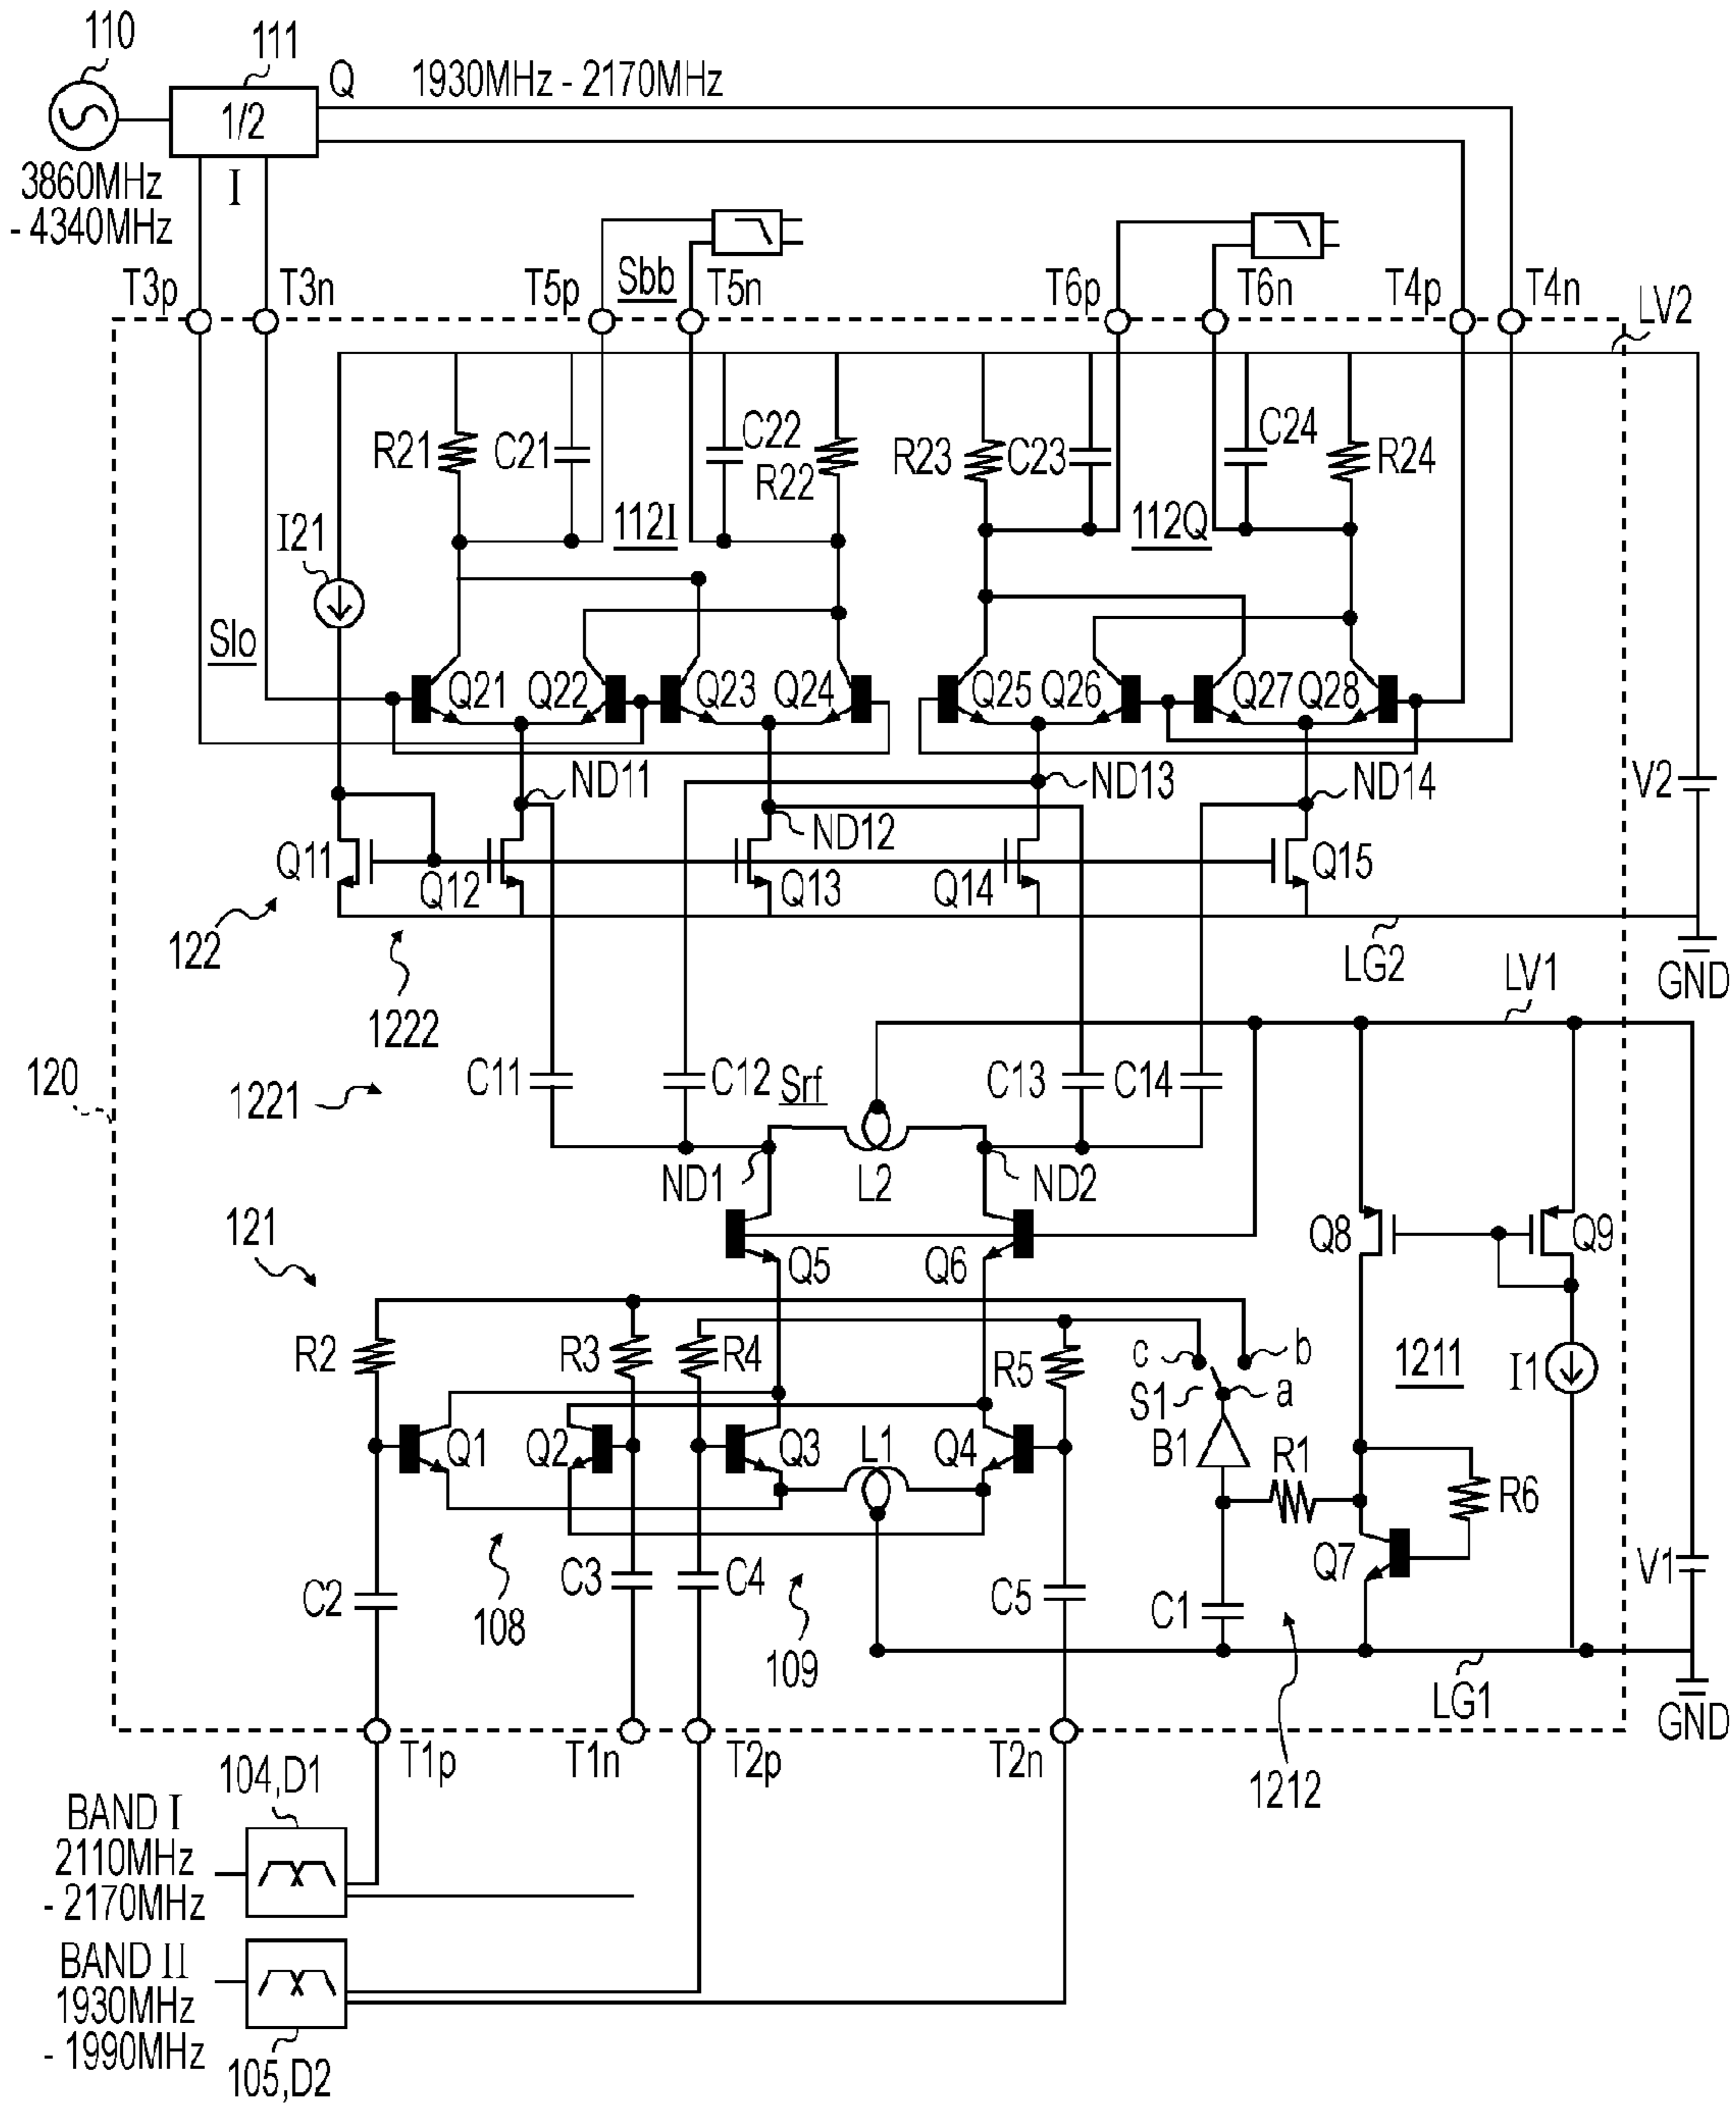 110
111
Q 1930MHz - 2170MHz
1/2
3860MHz
- 4340MHz
I
T3p T3n T5p Sbb T5n T6p T6n T4p T4n
LV2
R21 C21 C22 R22 R23 C23 C24 R24
I21
112I 112Q
Slo
Q21 Q22 Q23 Q24 Q25 Q26 Q27 Q28
ND11 ND12 ND13 ND14
V2
Q11 Q12 Q13 Q14 Q15
122
1222
LG2
GND
LV1
120
1221
C11 C12 Srf C13 C14
ND1 L2 ND2
121
Q5 Q6 Q8 Q9
R2 R3 R4 R5 c b
S1 a
1211
I1
Q1 Q2 Q3 L1 Q4 B1 R1
R6
Q7
V1
C2 C3 C4 C5 C1
108
109
LG1
GND
T1p T1n T2p T2n
1212
104,D1
BAND I
2110MHz
- 2170MHz
BAND II
1930MHz
- 1990MHz
105,D2